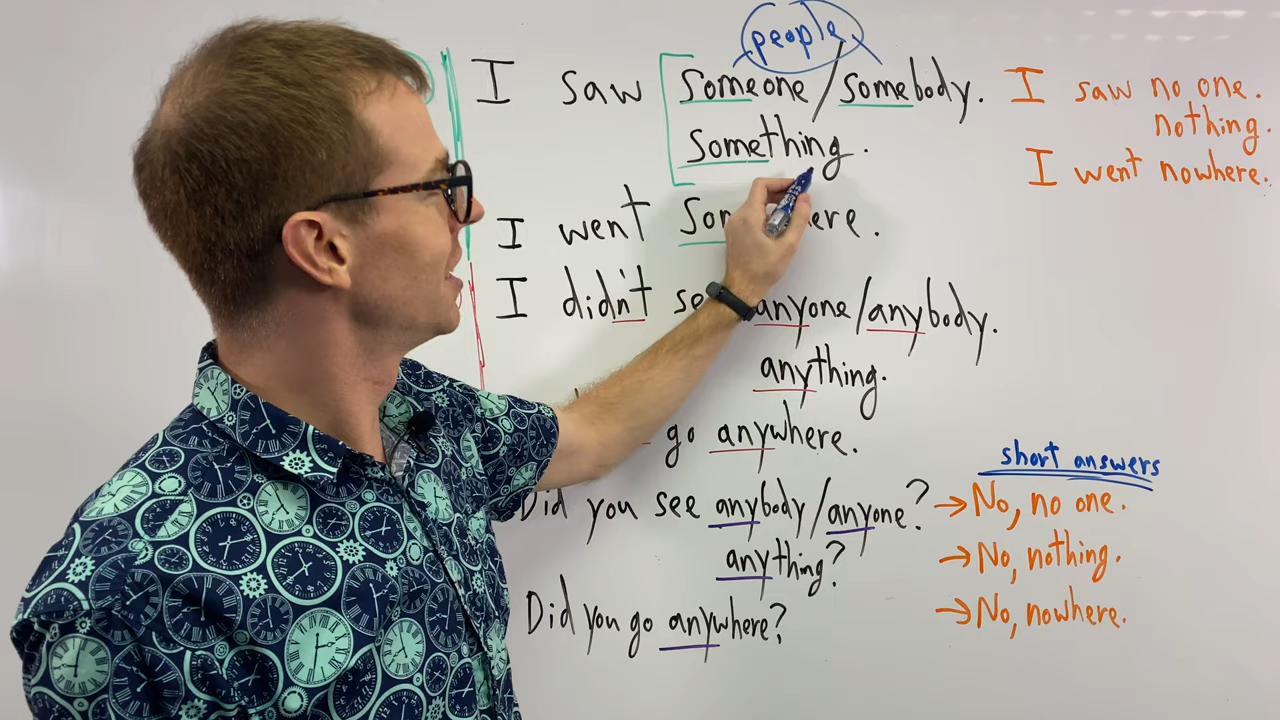 people
I saw someone/somebody.
something.
I went        .
I didn't      anyone/anybody.
anything.
go anywhere.
Did you see anybody/anyone?
anything?
Did you go anywhere?
I saw no one.
nothing.
I went nowhere.
short answers
→No, no one.
→No, nothing.
→No, nowhere.